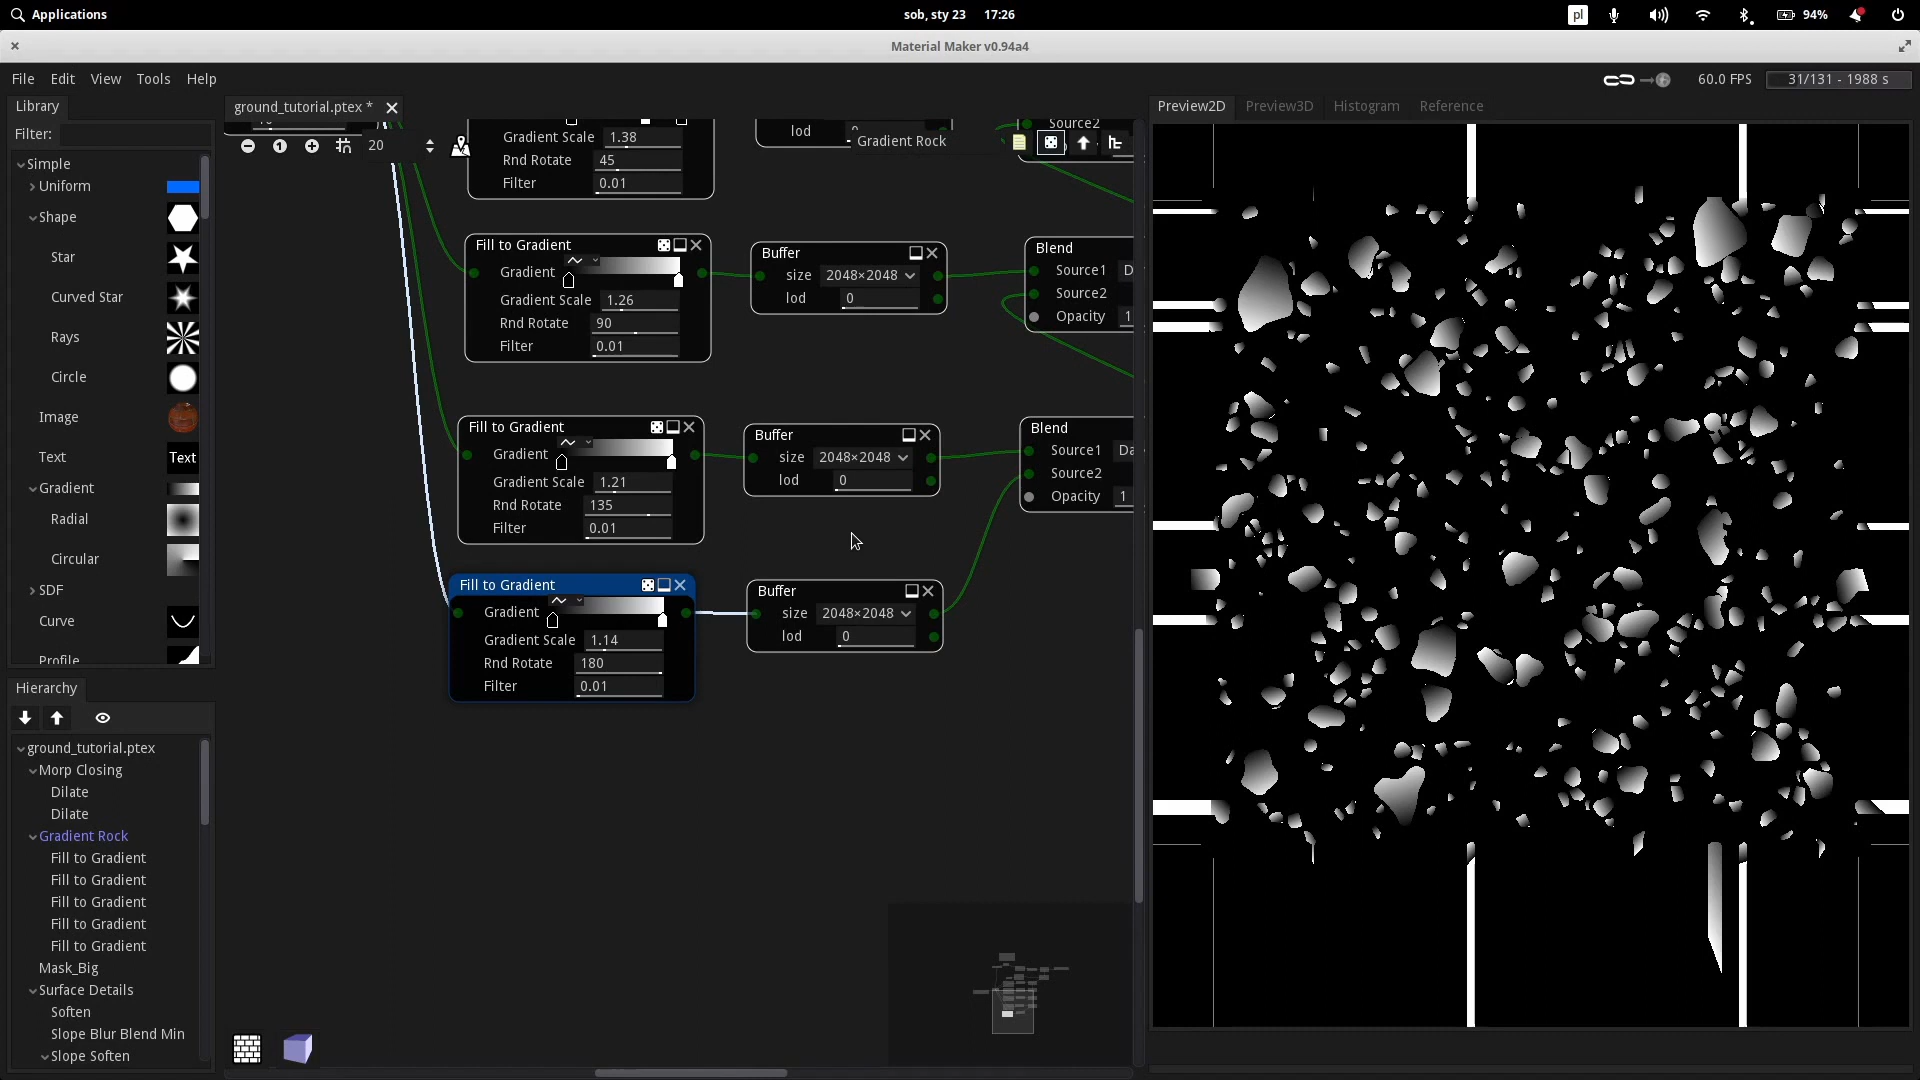 Applications
sob, sty 23 17:26
pl
94%
Material Maker v0.94a4
File Edit View Tools Help
60.0 FPS
31/131 - 1988 s
Library
Filter:
Simple
Uniform
Shape
Star
Curved Star
Rays
Circle
Image
Text Text
Gradient
Radial
Circular
SDF
Curve
Profile
Hierarchy
ground_tutorial.ptex
Morp Closing
Dilate
Dilate
Gradient Rock
Fill to Gradient
Fill to Gradient
Fill to Gradient
Fill to Gradient
Fill to Gradient
Mask_Big
Surface Details
Soften
Slope Blur Blend Min
Slope Soften
ground_tutorial.ptex *
1
20
Gradient Rock
Gradient Scale 1.38
Rnd Rotate 45
Filter 0.01
lod
Source2
Fill to Gradient
Gradient
Gradient Scale 1.26
Rnd Rotate 90
Filter 0.01
Buffer
size 2048×2048
lod 0
Blend
Source1 D
Source2
Opacity 1
Fill to Gradient
Gradient
Gradient Scale 1.21
Rnd Rotate 135
Filter 0.01
Buffer
size 2048×2048
lod 0
Blend
Source1 Da
Source2
Opacity 1
Fill to Gradient
Gradient
Gradient Scale 1.14
Rnd Rotate 180
Filter 0.01
Buffer
size 2048×2048
lod 0
Preview2D Preview3D Histogram Reference